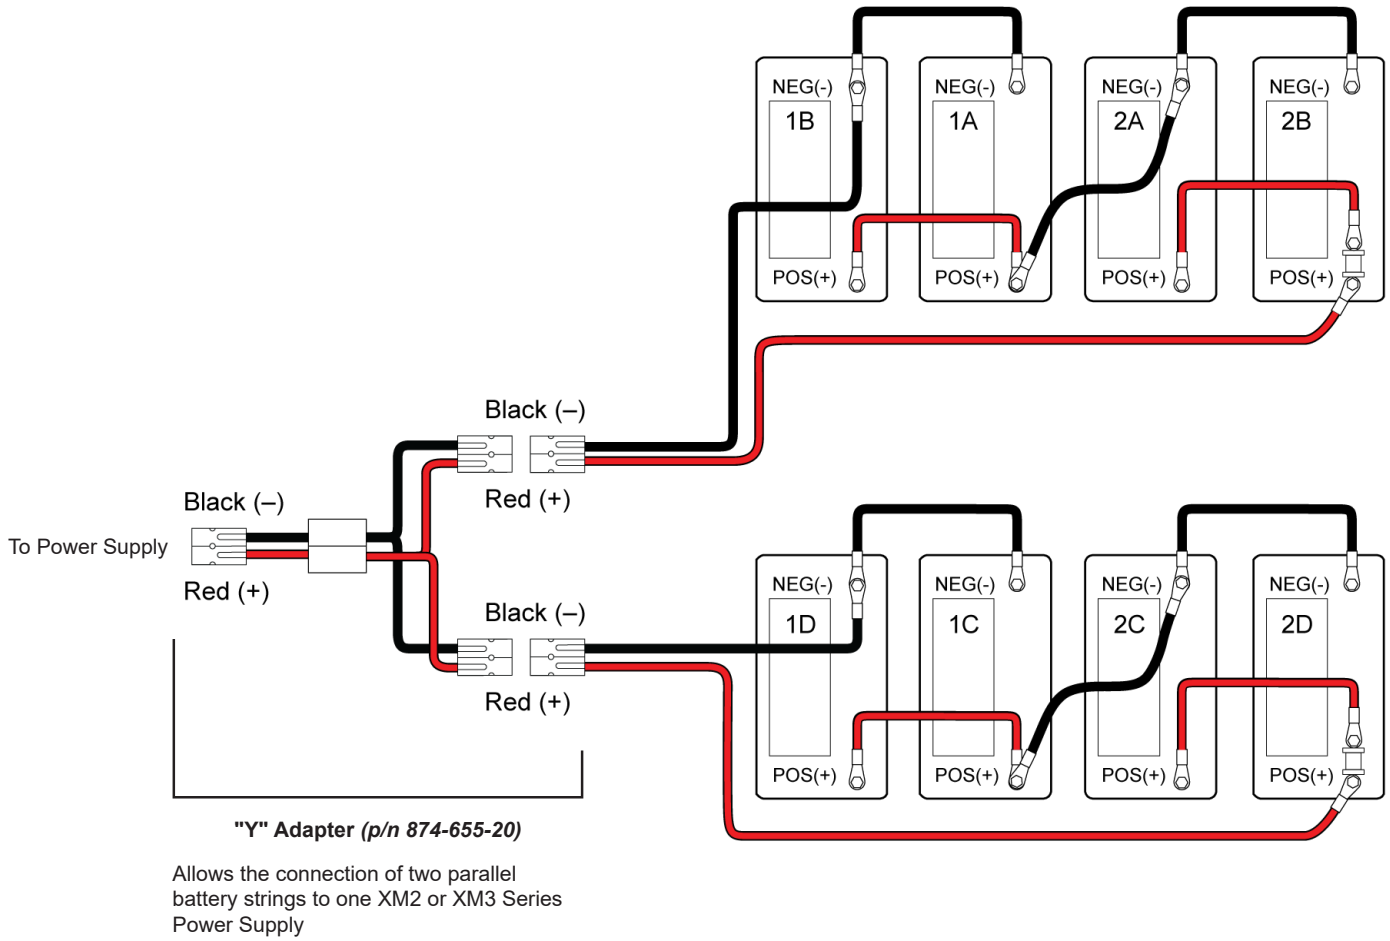 NEG(-)
1B
POS(+)
NEG(-)
1A
POS(+)
NEG(-)
2A
POS(+)
NEG(-)
2B
POS(+)
Black (–)
Red (+)
Black (–)
To Power Supply
Red (+)
Black (–)
Red (+)
NEG(-)
1D
POS(+)
NEG(-)
1C
POS(+)
NEG(-)
2C
POS(+)
NEG(-)
2D
POS(+)
"Y" Adapter (p/n 874-655-20)
Allows the connection of two parallel
battery strings to one XM2 or XM3 Series
Power Supply